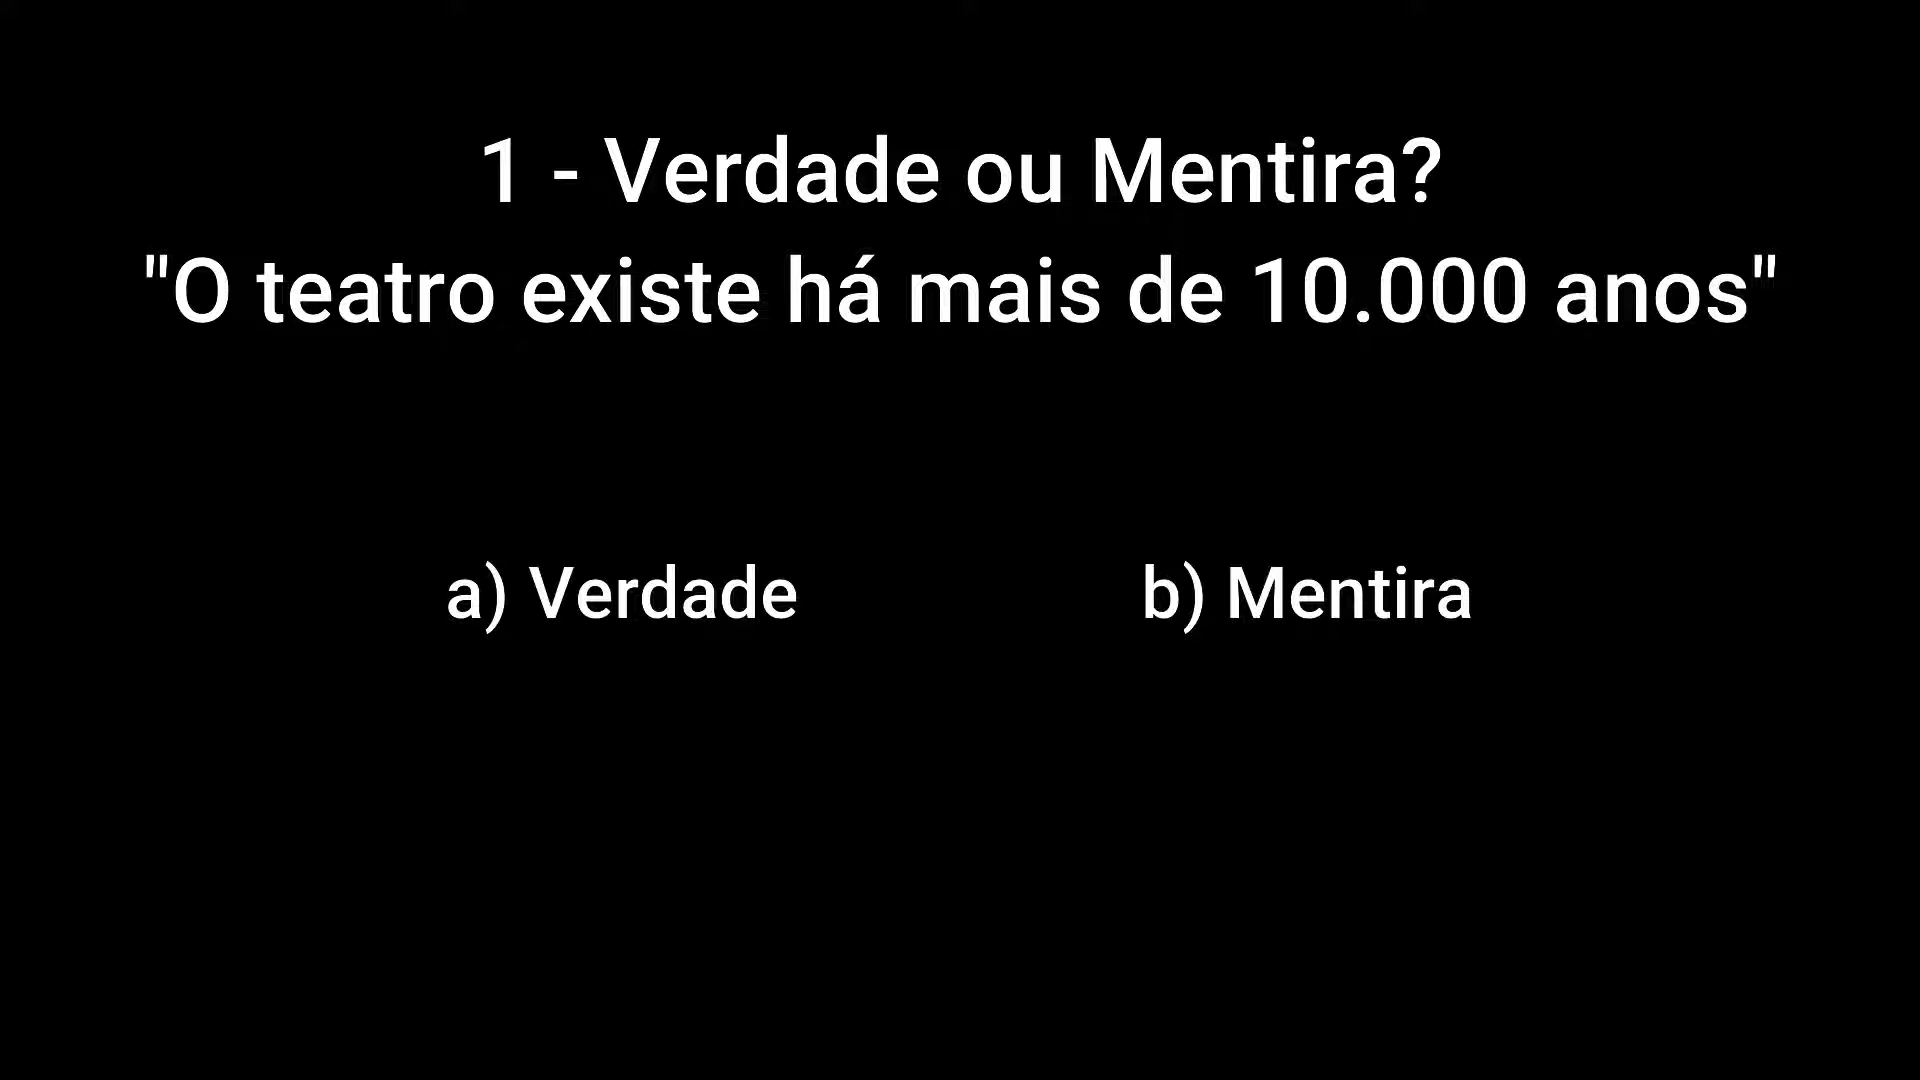 1 - Verdade ou Mentira?
"O teatro existe há mais de 10.000 anos"
a) Verdade
b) Mentira